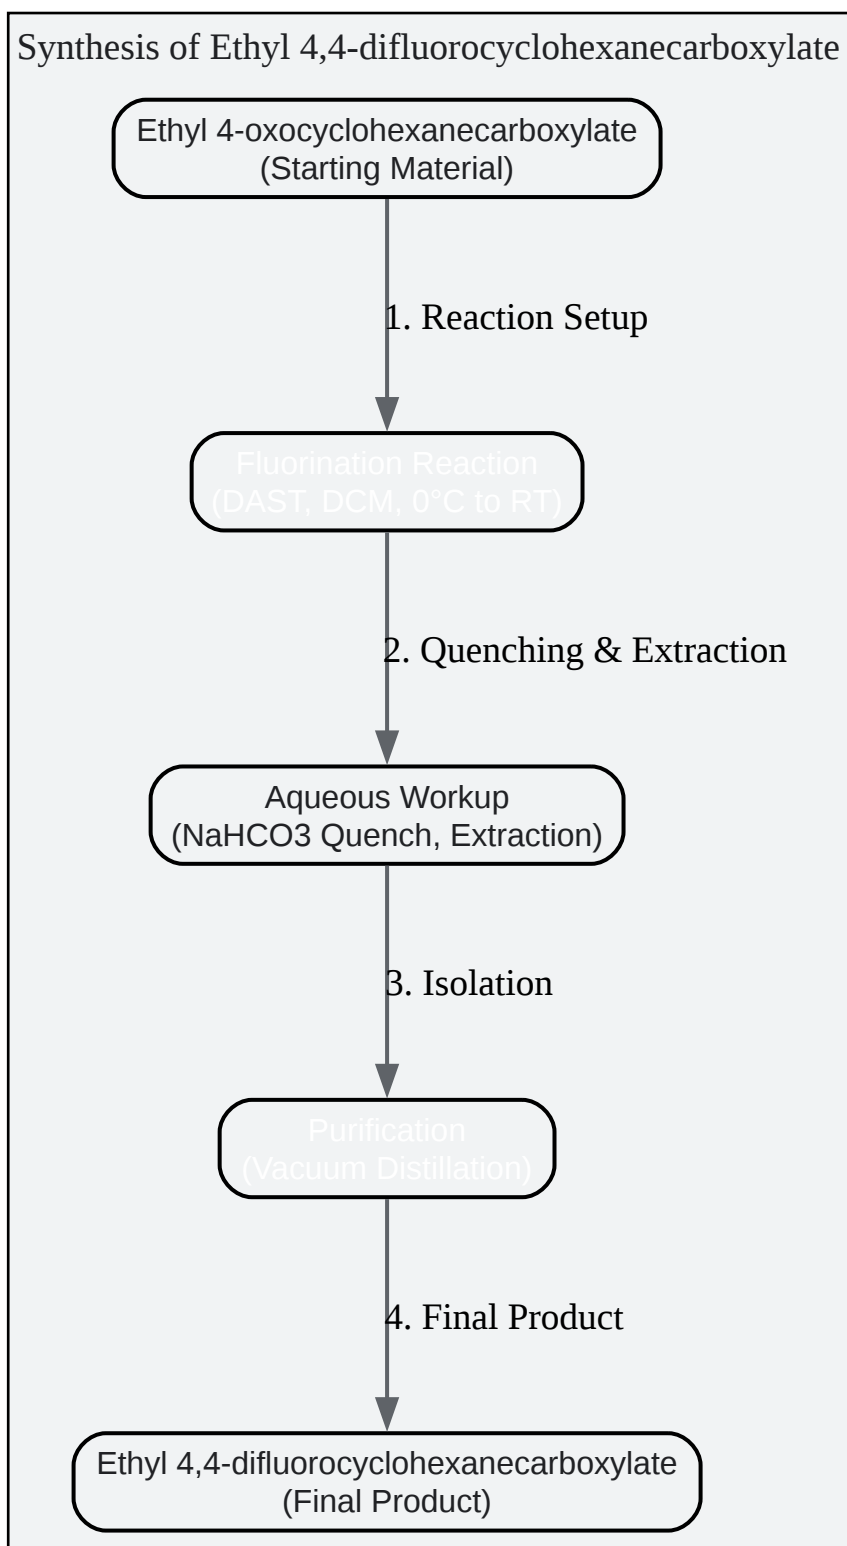 Synthesis of Ethyl 4,4-difluorocyclohexanecarboxylate
Ethyl 4-oxocyclohexanecarboxylate
(Starting Material)
1. Reaction Setup
Fluorination Reaction
(DAST, DCM, 0°C to RT)
2. Quenching & Extraction
Aqueous Workup
(NaHCO3 Quench, Extraction)
3. Isolation
Purification
(Vacuum Distillation)
4. Final Product
Ethyl 4,4-difluorocyclohexanecarboxylate
(Final Product)